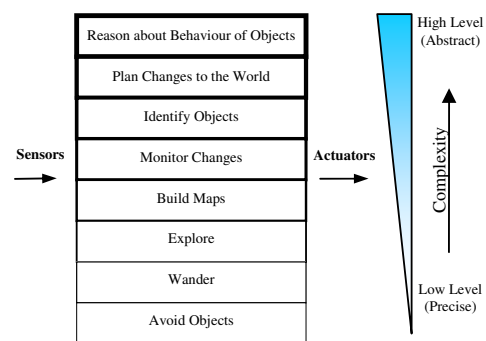 Reason about Behaviour of Objects
Plan Changes to the World
Identify Objects
Monitor Changes
Build Maps
Explore
Wander
Avoid Objects
Sensors
Actuators
High Level
(Abstract)
Complexity
Low Level
(Precise)